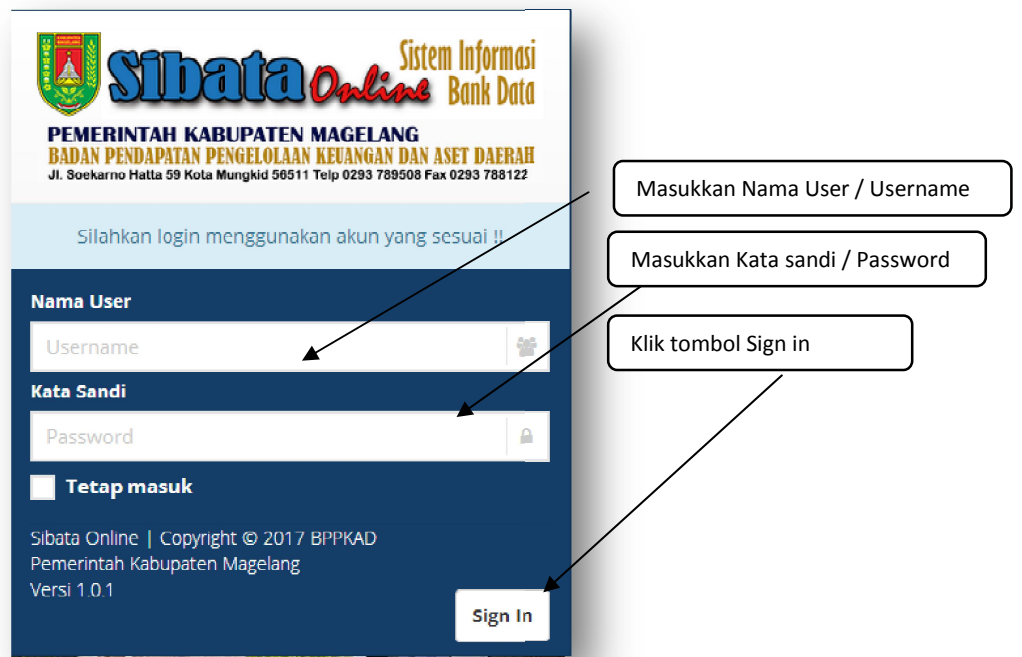 Sibata Online Sistem Informasi
Bank Data
PEMERINTAH KABUPATEN MAGELANG
BADAN PENDAPATAN PENGELOLAAN KEUANGAN DAN ASET DAERAH
Jl. Soekarno Hatta 59 Kota Mungkid 56511 Telp 0293 789508 Fax 0293 788122
Silahkan login menggunakan akun yang sesuai !!
Nama User
Username
Kata Sandi
Password
Tetap masuk
Sibata Online | Copyright © 2017 BPPKAD
Pemerintah Kabupaten Magelang
Versi 1.0.1
Sign In
Masukkan Nama User / Username
Masukkan Kata sandi / Password
Klik tombol Sign in